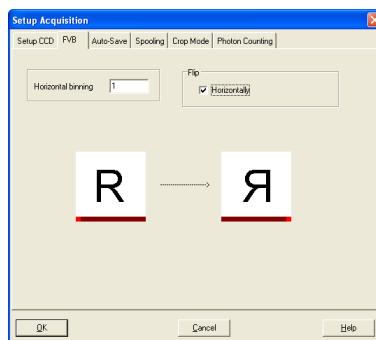 Setup Acquisition
Setup CCD FVB Auto-Save Spooling Crop Mode Photon Counting
Horizontal binning 1
Flip
Horizontally
R Я
OK Cancel Help